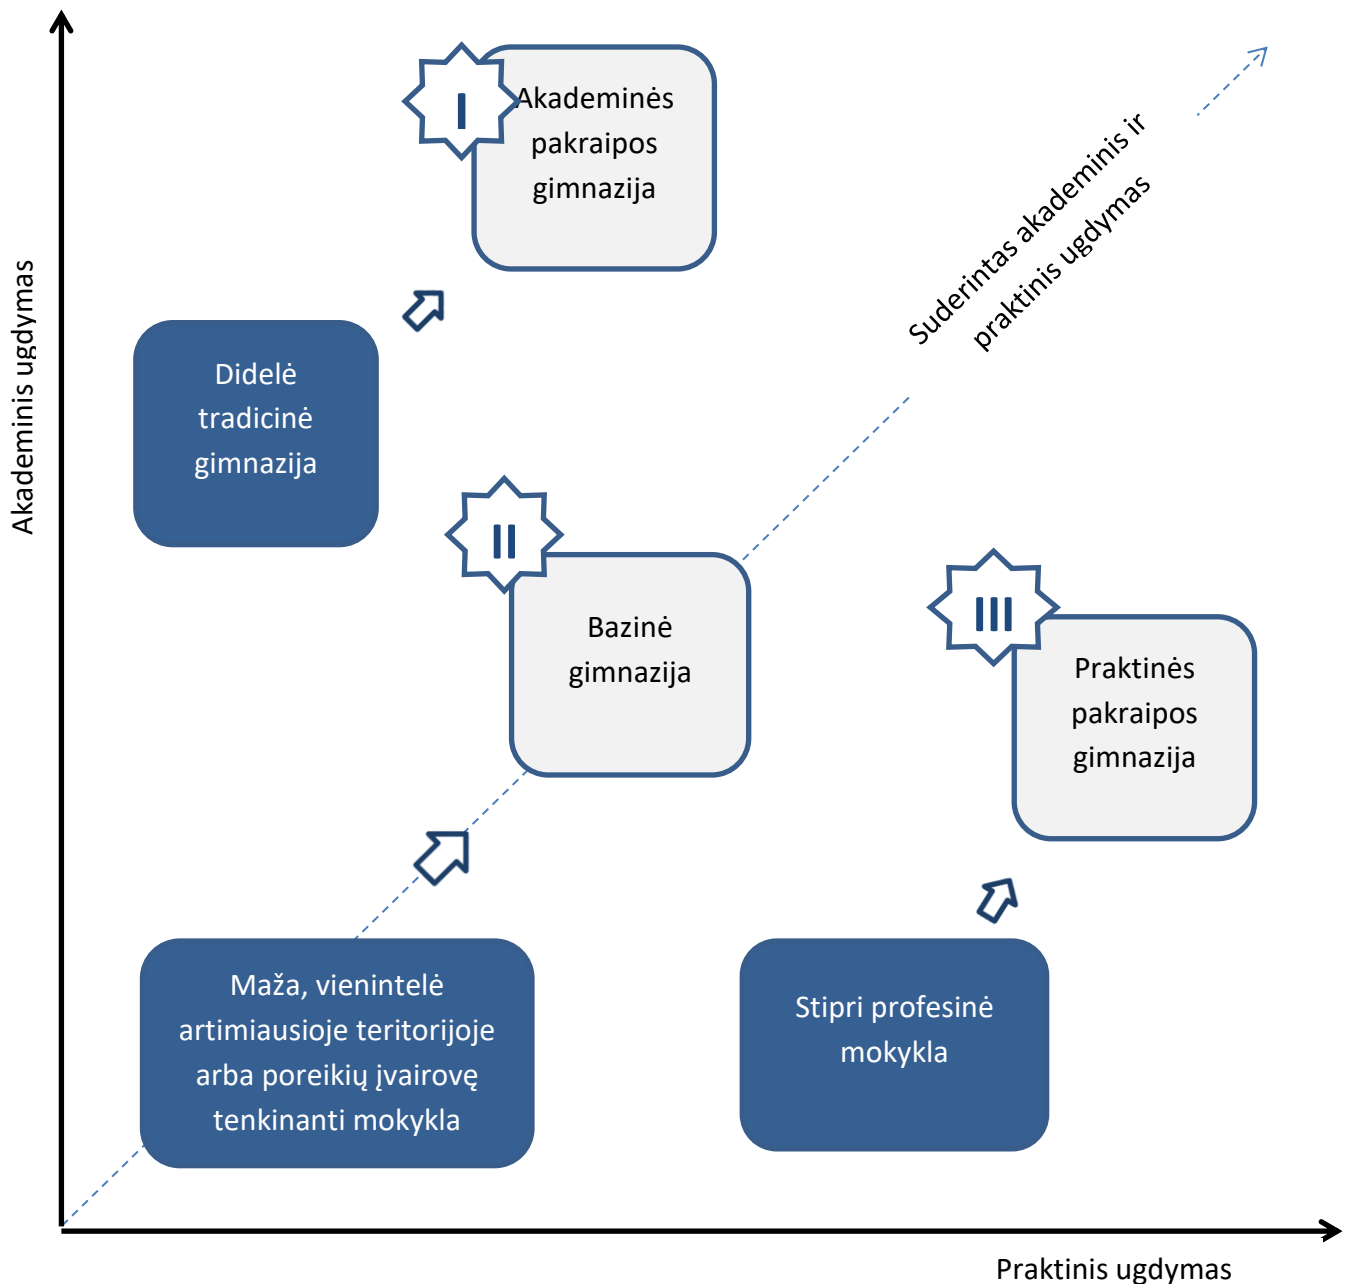 I
Akademinės
pakraipos
gimnazija
Suderintas akademinis ir
praktinis ugdymas
Akademinis ugdymas
Didelė
tradicinė
gimnazija
II
Bazinė
gimnazija
III
Praktinės
pakraipos
gimnazija
Maža, vienintelė
artimiausioje teritorijoje
arba poreikių įvairovę
tenkinanti mokykla
Stipri profesinė
mokykla
Praktinis ugdymas